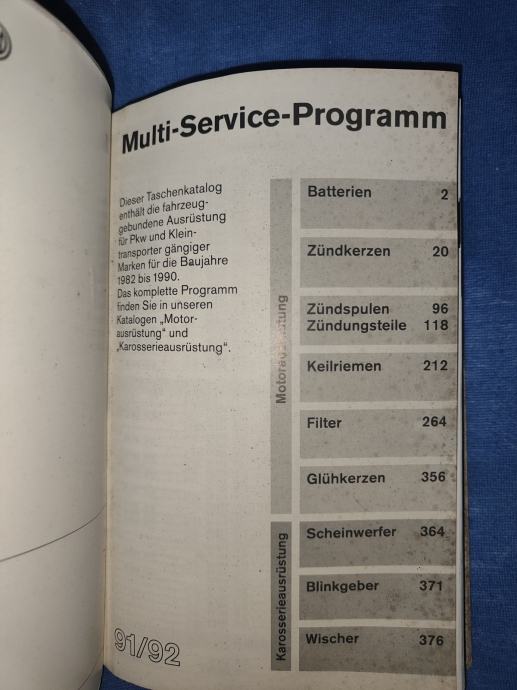 Multi-Service-Programm
Dieser Taschenkatalog
enthält die fahrzeug-
gebundene Ausrüstung
für Pkw und Klein-
transporter gängiger
Marken für die Baujahre
1982 bis 1990.
Das komplette Programm
finden Sie in unseren
Katalogen „Motor-
ausrüstung“ und
„Karosserieausrüstung“.
Motorausrüstung
Batterien 2
Zündkerzen 20
Zündspulen 96
Zündungsteile 118
Keilriemen 212
Filter 264
Glühkerzen 356
Karosserieausrüstung
Scheinwerfer 364
Blinkgeber 371
Wischer 376
91/92